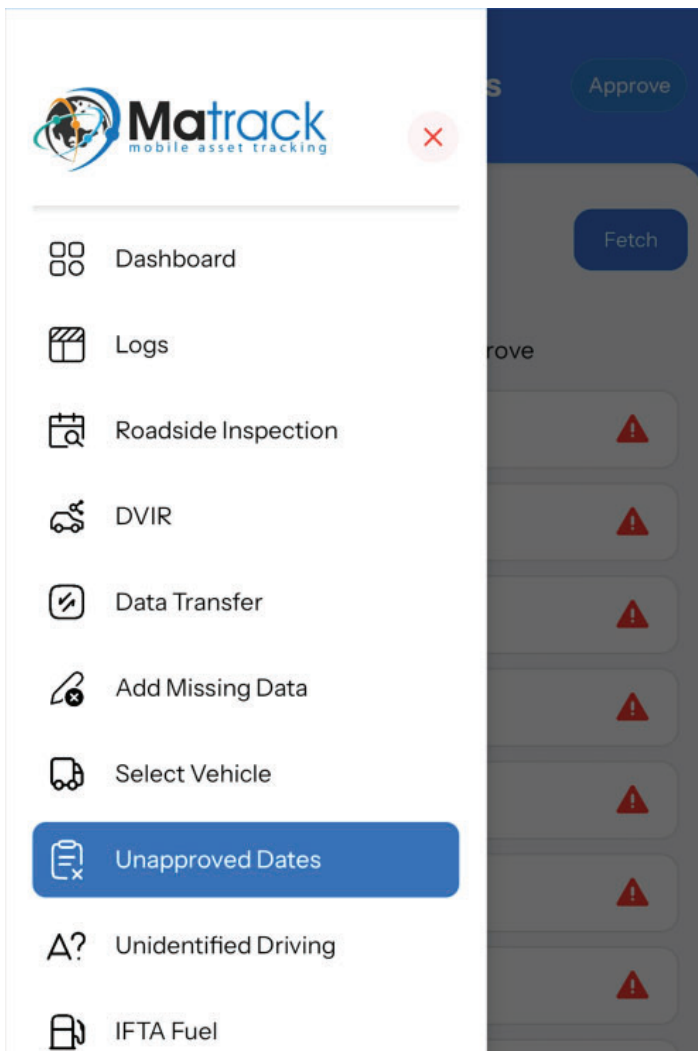 s
Approve
Matrack
mobile asset tracking
Fetch
Dashboard
Logs
rove
Roadside Inspection
DVIR
Data Transfer
Add Missing Data
Select Vehicle
Unapproved Dates
A? Unidentified Driving
IFTA Fuel